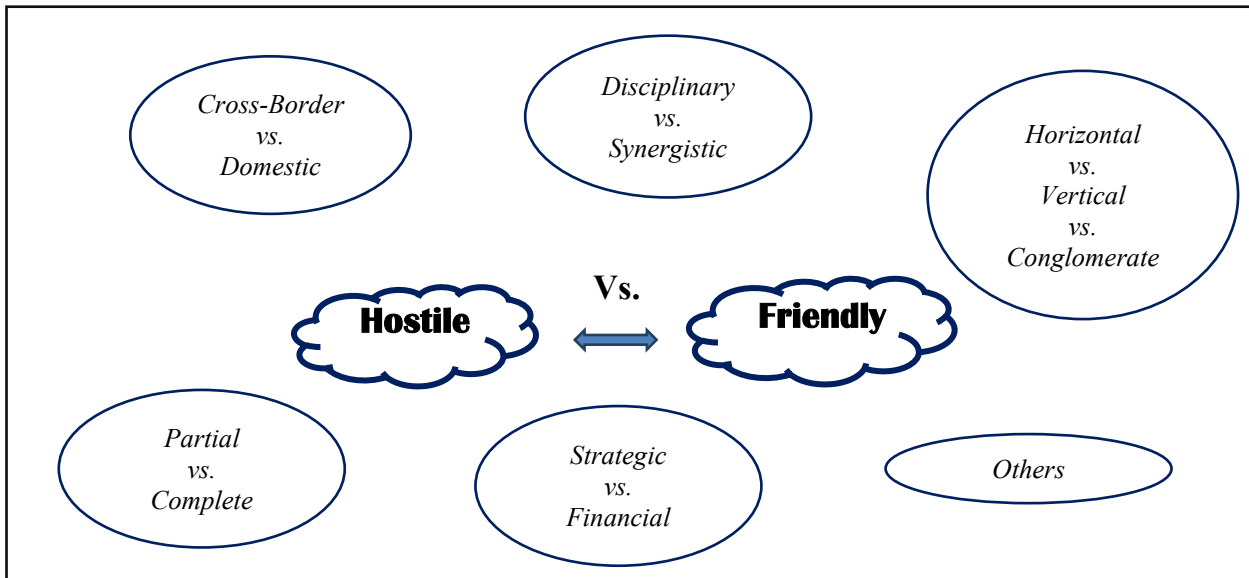 Cross-Border
vs.
Domestic
Disciplinary
vs.
Synergistic
Horizontal
vs.
Vertical
vs.
Conglomerate
Hostile
Vs.
Friendly
Partial
vs.
Complete
Strategic
vs.
Financial
Others